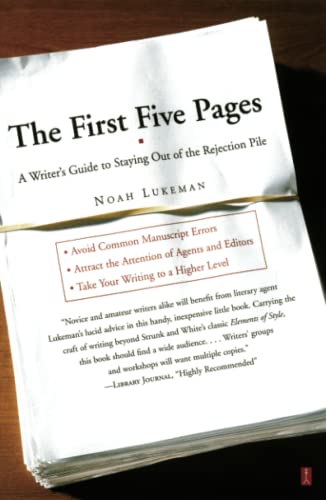 The First Five Pages
A Writer's Guide to Staying Out of the Rejection Pile
NOAH LUKEMAN
• Avoid Common Manuscript Errors
• Attract the Attention of Agents and Editors
• Take Your Writing to a Higher Level
"Novice and amateur writers alike will benefit from literary agent
Lukeman's lucid advice in this handy, inexpensive little book. Carrying the
craft of writing beyond Strunk and White's classic Elements of Style,
this book should find a wide audience. . . . Writers' groups
and workshops will want multiple copies."
—LIBRARY JOURNAL, "Highly Recommended"